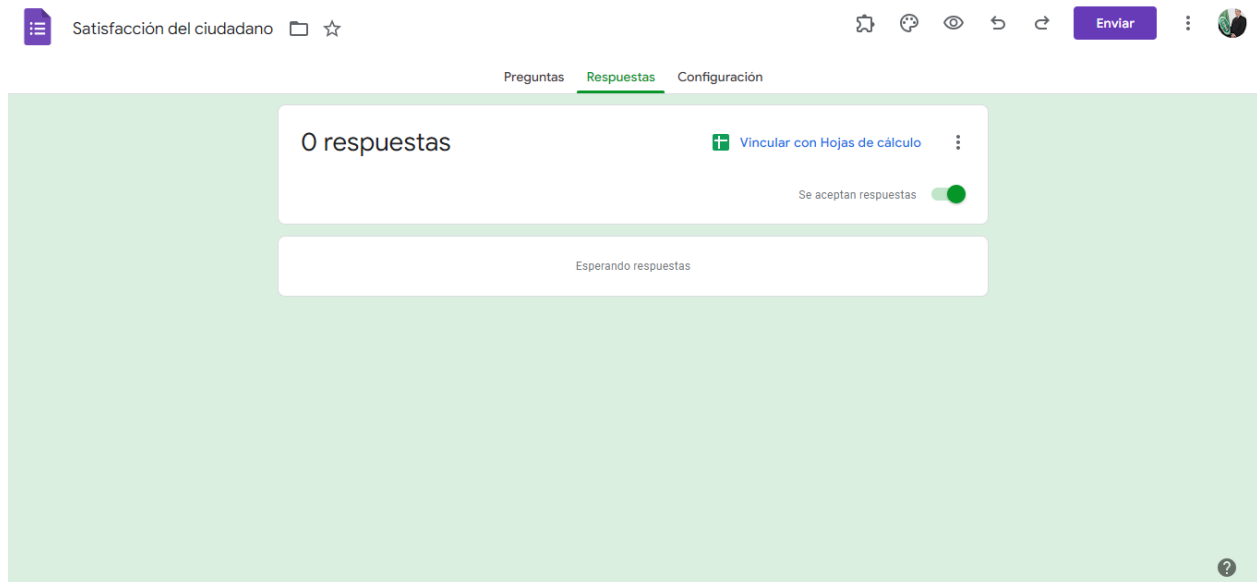 Satisfacción del ciudadano
Enviar
Preguntas Respuestas Configuración
0 respuestas
Vincular con Hojas de cálculo
Se aceptan respuestas
Esperando respuestas